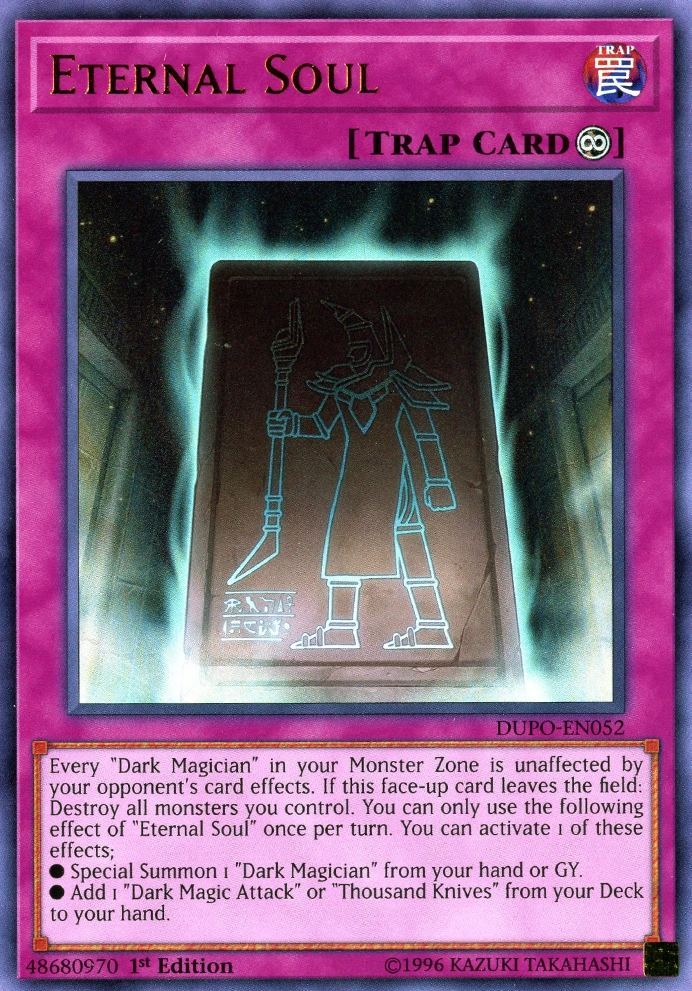 Eternal Soul
TRAP
罠
[Trap Card∞]
DUPO-EN052
Every "Dark Magician" in your Monster Zone is unaffected by
your opponent's card effects. If this face-up card leaves the field:
Destroy all monsters you control. You can only use the following
effect of "Eternal Soul" once per turn. You can activate 1 of these
effects;
● Special Summon 1 "Dark Magician" from your hand or GY.
● Add 1 "Dark Magic Attack" or "Thousand Knives" from your Deck
to your hand.
48680970 1st Edition ©1996 KAZUKI TAKAHASHI